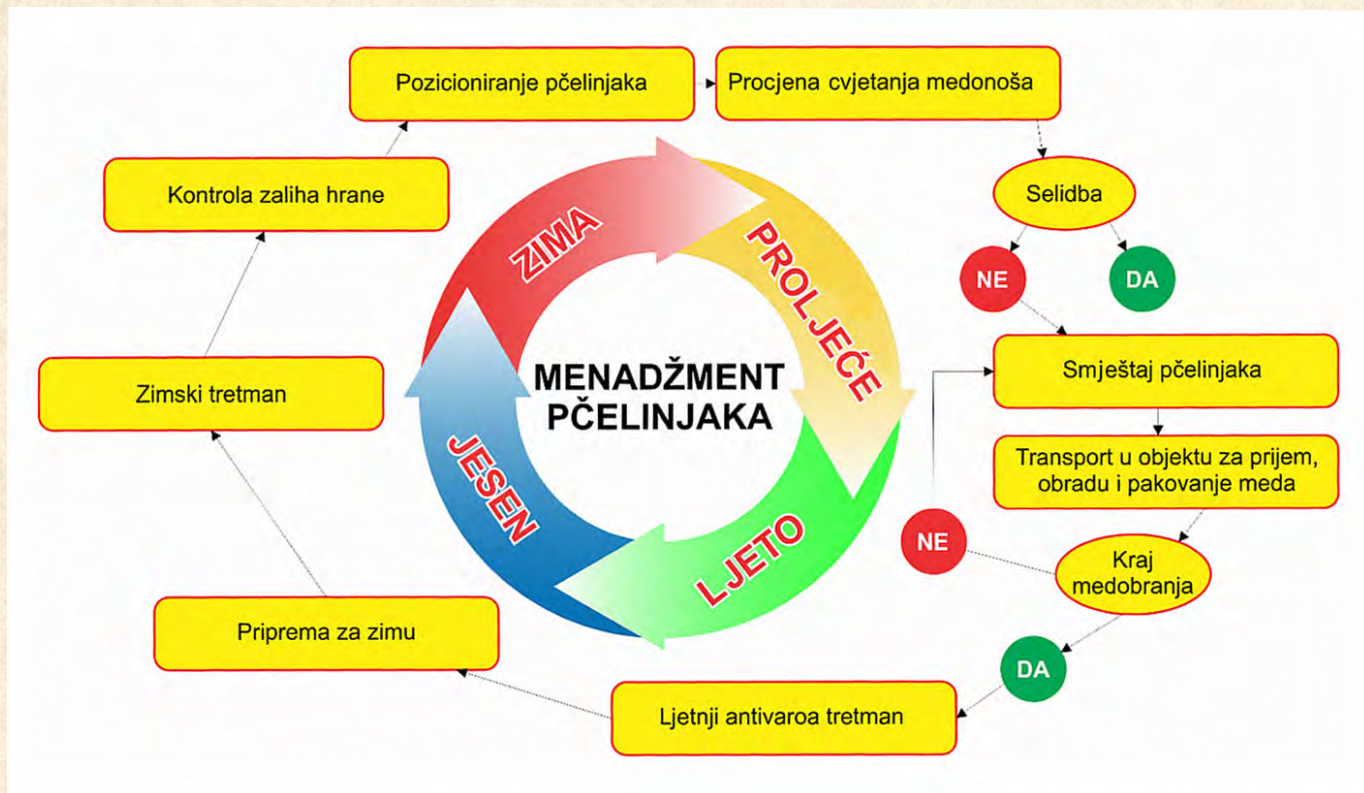 Pozicioniranje pčelinjaka
Procjena cvjetanja medonoša
Kontrola zaliha hrane
Selidba
ZIMA
PROLJEĆE
NE
DA
MENADŽMENT
PČELINJAKA
Smještaj pčelinjaka
Zimski tretman
JESEN
LJETO
Transport u objektu za prijem,
obradu i pakovanje meda
NE
Kraj
medobranja
Priprema za zimu
DA
Ljetnji antivaroa tretman